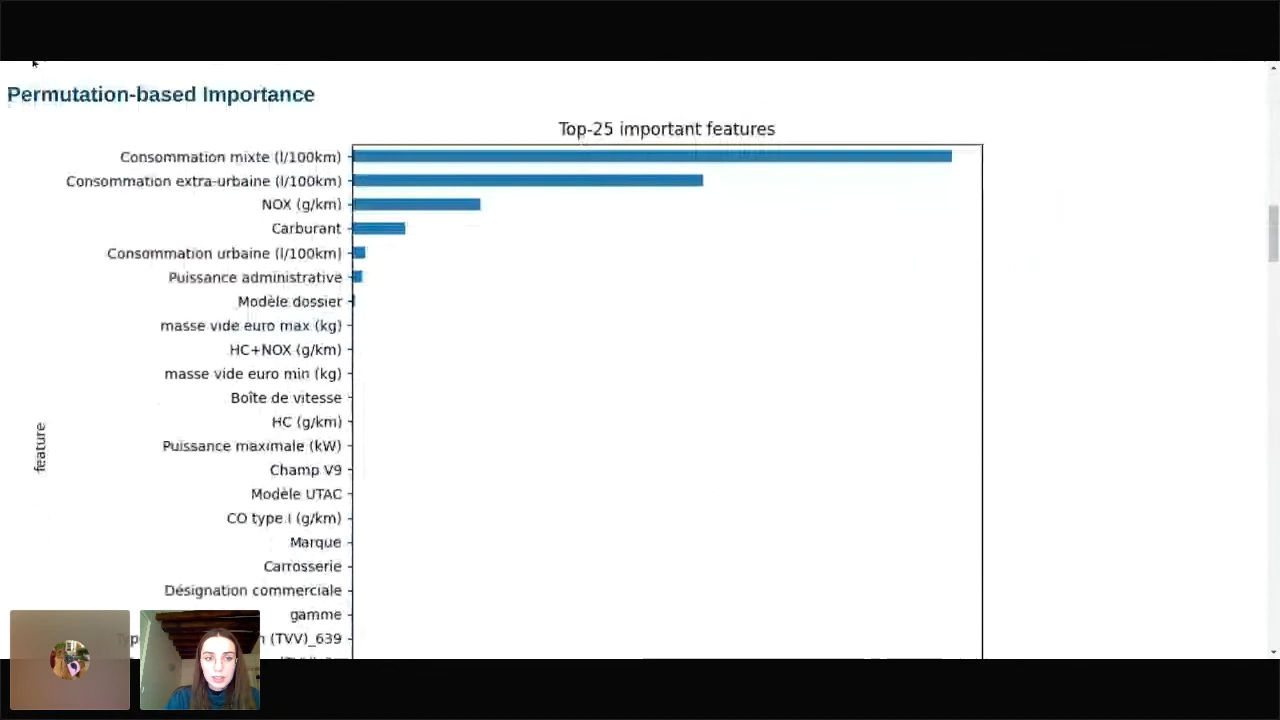 Permutation-based Importance
Top-25 important features
Consommation mixte (l/100km)
Consommation extra-urbaine (l/100km)
NOX (g/km)
Carburant
Consommation urbaine (l/100km)
Puissance administrative
Modèle dossier
masse vide euro max (kg)
HC+NOX (g/km)
masse vide euro min (kg)
Boîte de vitesse
HC (g/km)
Puissance maximale (kW)
Champ V9
Modèle UTAC
CO type I (g/km)
Marque
Carrosserie
Désignation commerciale
gamme
(TVV)_639
feature